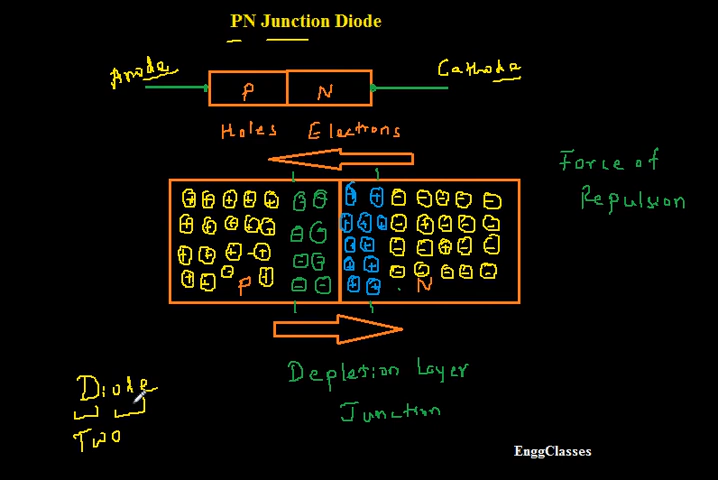 PN Junction Diode
Anode
Cathode
P N
Holes Electrons
Force of
Repulsion
P N
Depletion Layer
Junction
Diode
Two
EnggClasses